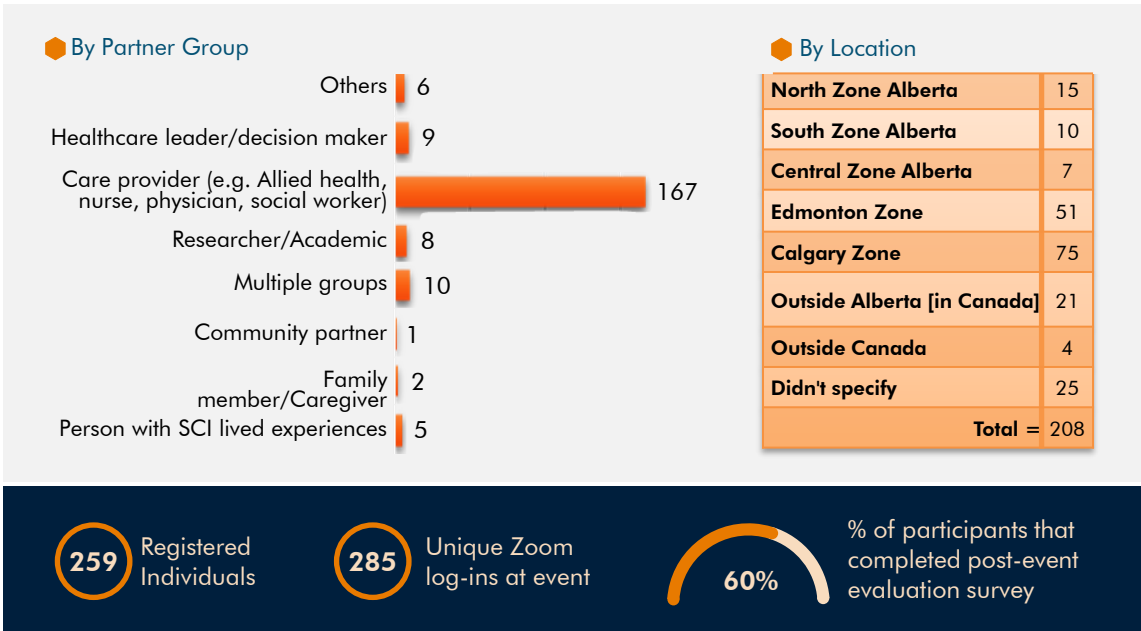 By Partner Group
Others 6
Healthcare leader/decision maker 9
Care provider (e.g. Allied health,
nurse, physician, social worker) 167
Researcher/Academic 8
Multiple groups 10
Community partner 1
Family
member/Caregiver 2
Person with SCI lived experiences 5
By Location
North Zone Alberta 15
South Zone Alberta 10
Central Zone Alberta 7
Edmonton Zone 51
Calgary Zone 75
Outside Alberta [in Canada] 21
Outside Canada 4
Didn't specify 25
Total = 208
259 Registered
Individuals
285 Unique Zoom
log-ins at event
60%
% of participants that
completed post-event
evaluation survey